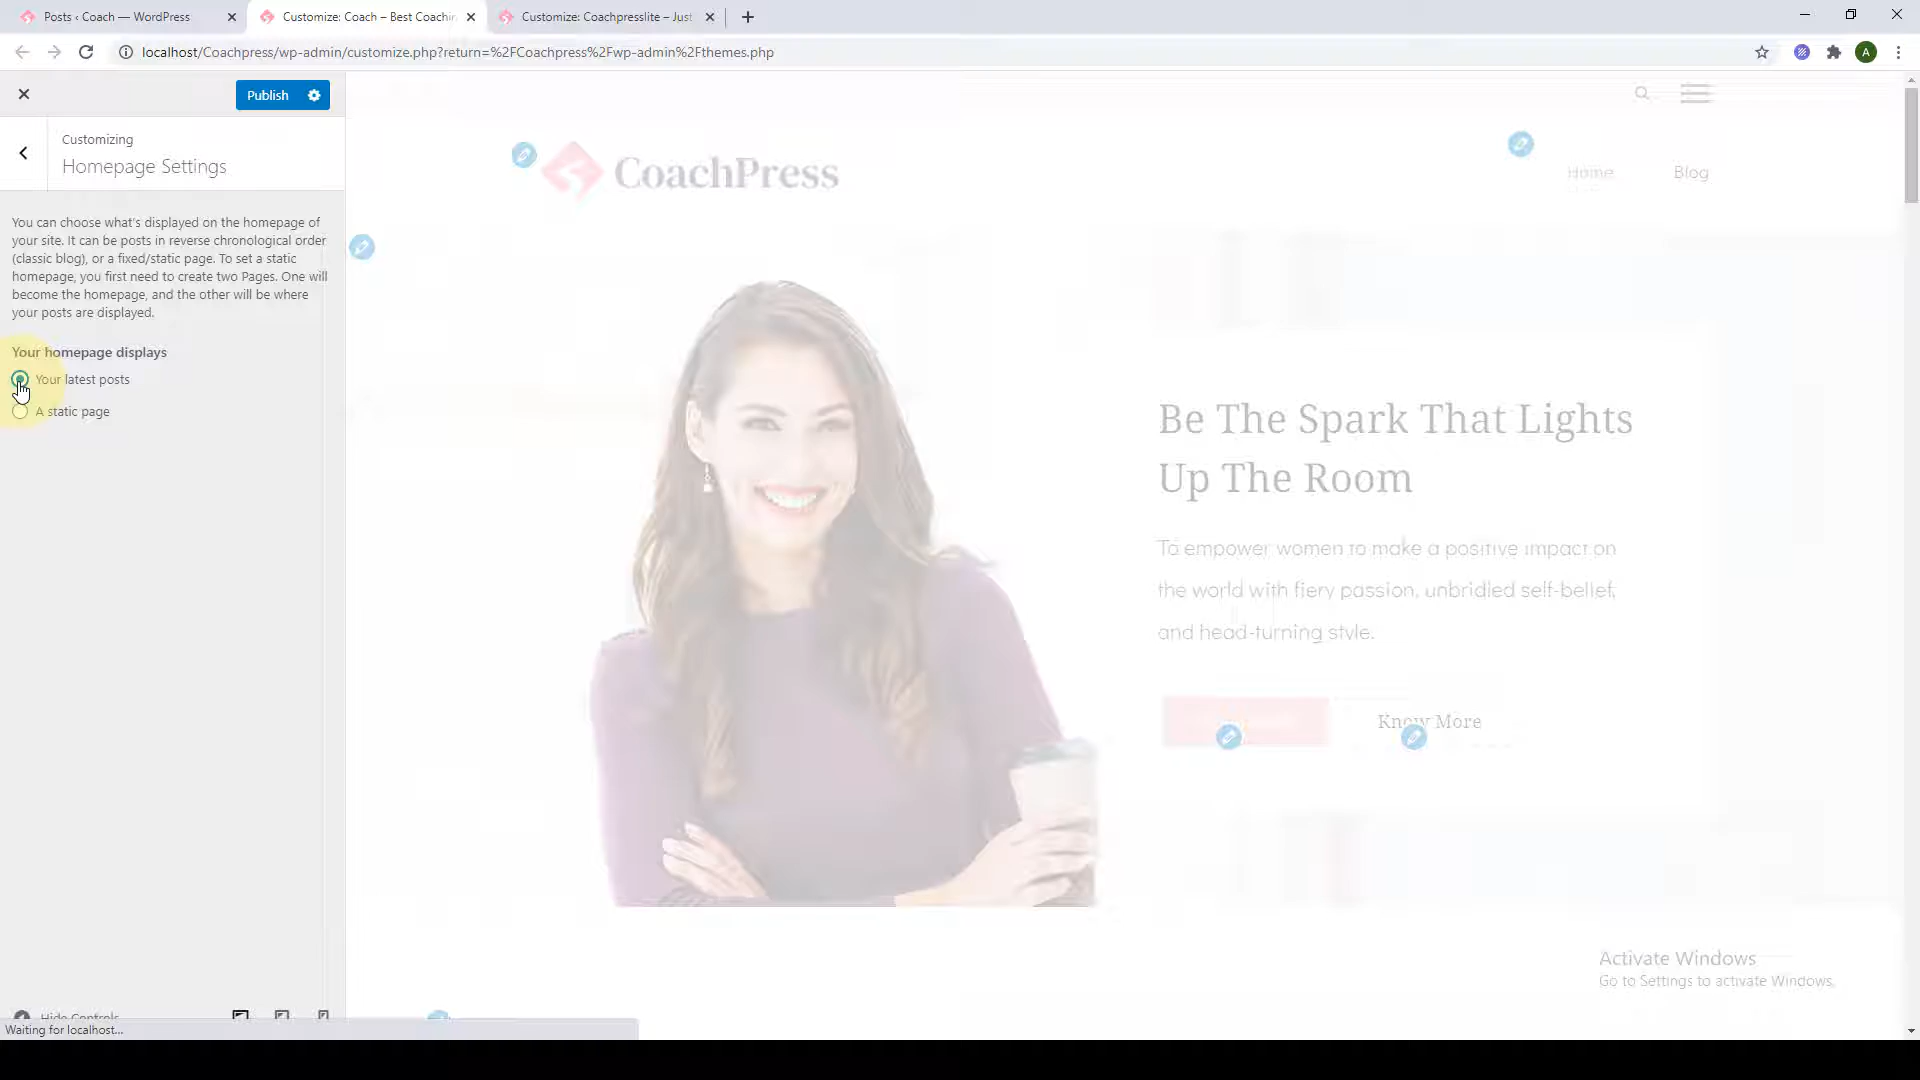 Posts ‹ Coach — WordPress
Customize: Coach – Best Coachin
Customize: Coachpresslite – Just
localhost/Coachpress/wp-admin/customize.php?return=%2FCoachpress%2Fwp-admin%2Fthemes.php
A
Publish
Customizing
Homepage Settings
You can choose what's displayed on the homepage of
your site. It can be posts in reverse chronological order
(classic blog), or a fixed/static page. To set a static
homepage, you first need to create two Pages. One will
become the homepage, and the other will be where
your posts are displayed.
Your homepage displays
Your latest posts
A static page
Hide Controls
Waiting for localhost...
CoachPress
Home
Blog
Be The Spark That Lights
Up The Room
To empower women to make a positive impact on
the world with fiery passion, unbridled self-belief,
and head-turning style.
Know More
Activate Windows
Go to Settings to activate Windows.